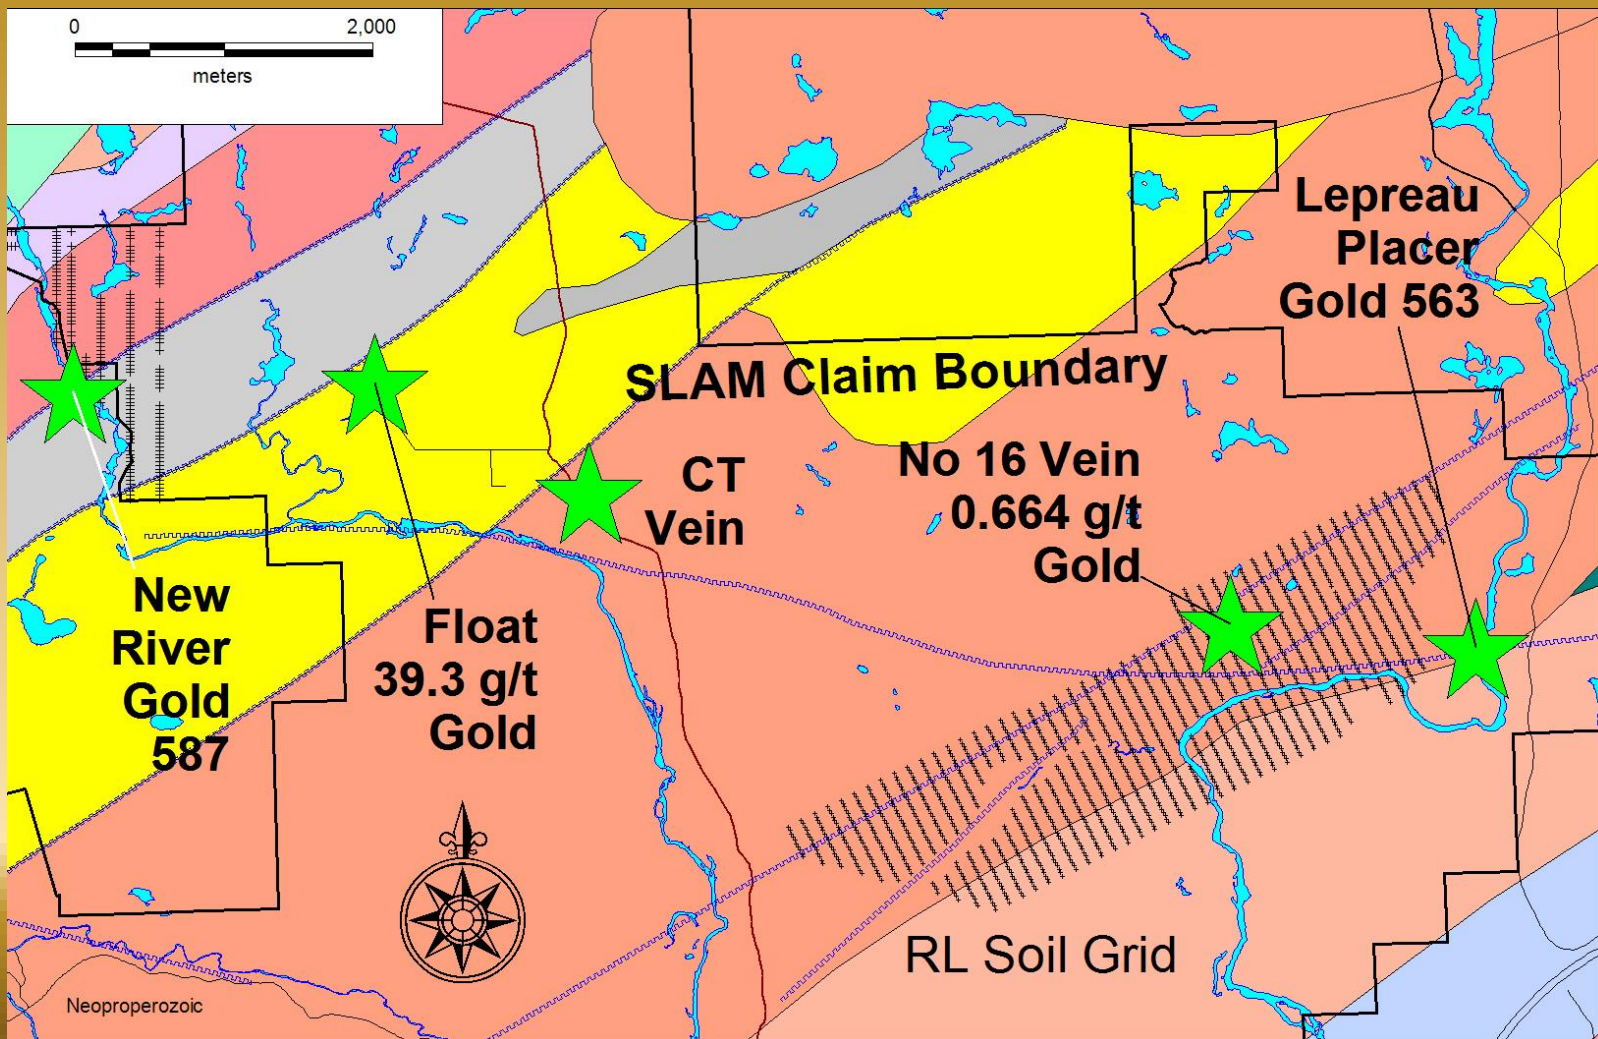 0 2,000
meters
Lepreau
Placer
Gold 563
SLAM Claim Boundary
CT
Vein
No 16 Vein
0.664 g/t
Gold
New
River
Gold
587
Float
39.3 g/t
Gold
RL Soil Grid
Neoproperozoic